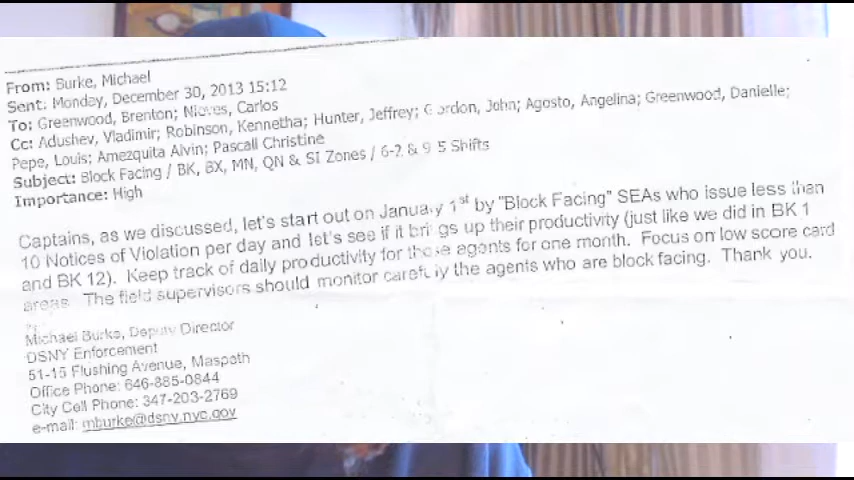 From: Burke, Michael
Sent: Monday, December 30, 2013 15:12
To: Greenwood, Brenton; Nieves, Carlos
Cc: Adushev, Vladimir; Robinson, Kennetha; Hunter, Jeffrey; Gordon, John; Agosto, Angelina; Greenwood, Danielle;
Pepe, Louis; Amezquita Alvin; Pascall Christine
Subject: Block Facing / BK, BX, MN, QN & SI Zones / 6-2 & 9-5 Shifts
Importance: High
Captains, as we discussed, let's start out on January 1st by "Block Facing" SEAs who issue less than
10 Notices of Violation per day and let's see if it brings up their productivity (just like we did in BK 1
and BK 12). Keep track of daily productivity for those agents for one month. Focus on low score card
areas. The field supervisors should monitor carefully the agents who are block facing. Thank you.
Michael Burke, Deputy Director
DSNY Enforcement
51-15 Flushing Avenue, Maspeth
Office Phone: 646-885-0844
City Cell Phone: 347-203-2769
e-mail: mburke@dsny.nyc.gov